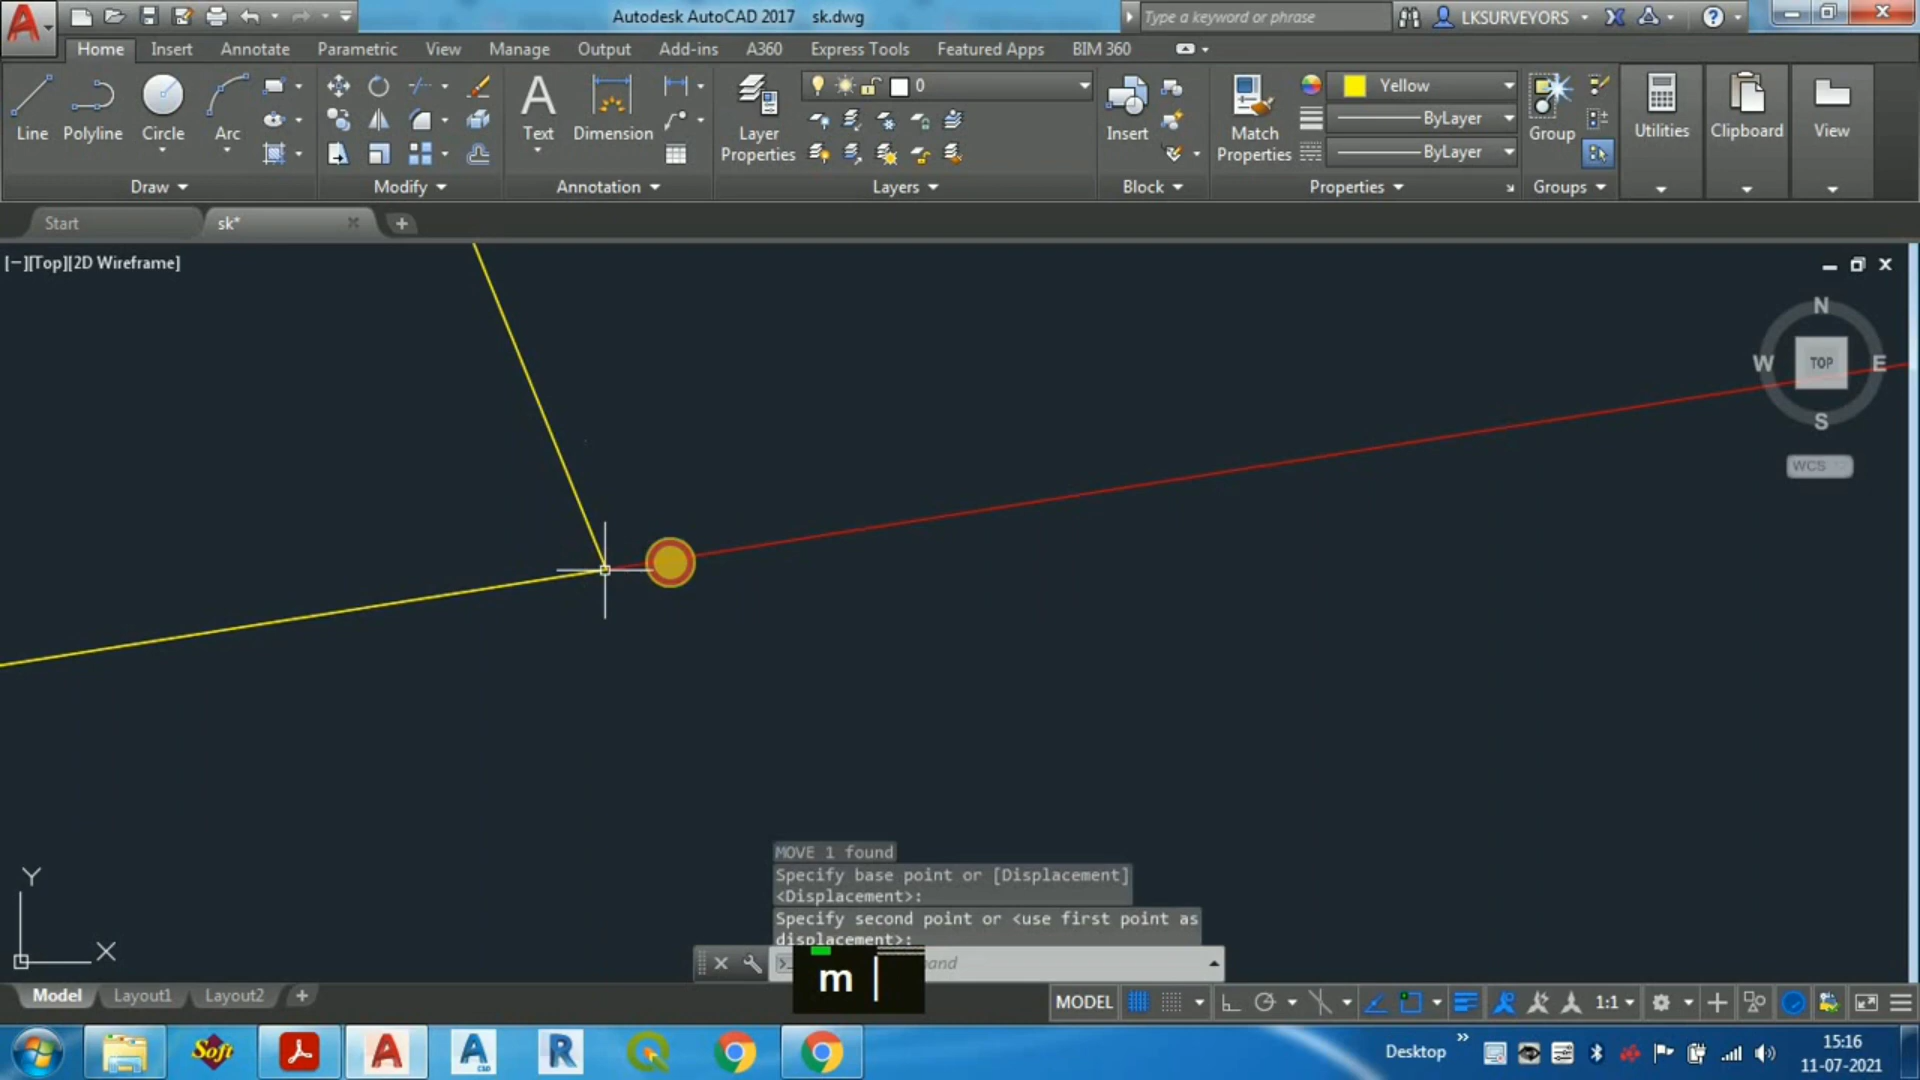 Autodesk AutoCAD 2017 sk.dwg
Type a keyword or phrase
LKSURVEYORS
Home Insert Annotate Parametric View Manage Output Add-ins A360 Express Tools Featured Apps BIM 360
0
Yellow
ByLayer
ByLayer
Line Polyline Circle Arc
Text Dimension
Layer Properties
Insert
Match Properties
Group
Utilities
Clipboard
View
Draw Modify Annotation Layers Block Properties Groups
Start sk*
[−][Top][2D Wireframe]
N
W TOP E
S
WCS
MOVE 1 found
Specify base point or [Displacement]
<Displacement>:
Specify second point or <use first point as
displacement>:
Y
X
m
Model Layout1 Layout2
MODEL 1:1
Soft
Desktop
15:16
11-07-2021